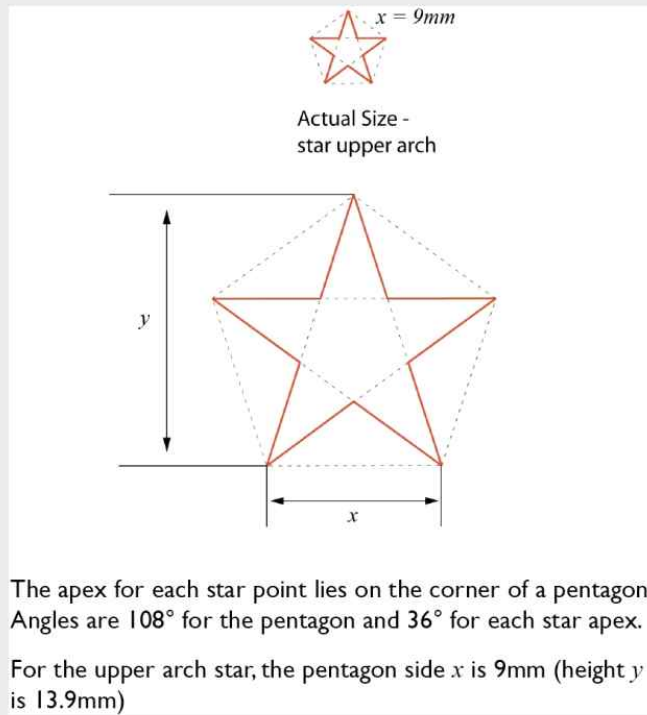 x = 9mm
Actual Size -
star upper arch
y
x
The apex for each star point lies on the corner of a pentagon
Angles are 108° for the pentagon and 36° for each star apex.
For the upper arch star, the pentagon side x is 9mm (height y
is 13.9mm)